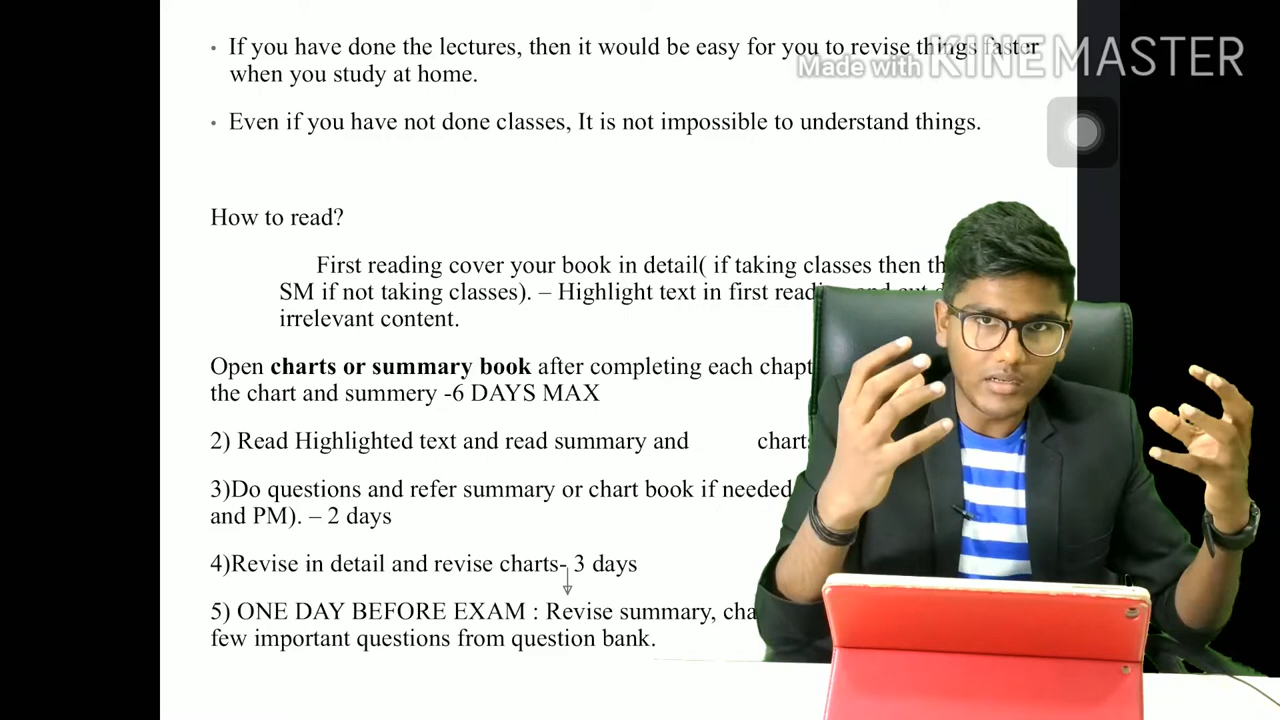 If you have done the lectures, then it would be easy for you to revise things faster
Made with KINEMASTER
when you study at home.
Even if you have not done classes, It is not impossible to understand things.
How to read?
First reading cover your book in detail( if taking classes then
SM if not taking classes). – Highlight text in first
irrelevant content.
Open charts or summary book after completing each
the chart and summery -6 DAYS MAX
2) Read Highlighted text and read summary and charts
3)Do questions and refer summary or chart book if needed
and PM). – 2 days
4)Revise in detail and revise charts- 3 days
5) ONE DAY BEFORE EXAM : Revise summary,
few important questions from question bank.